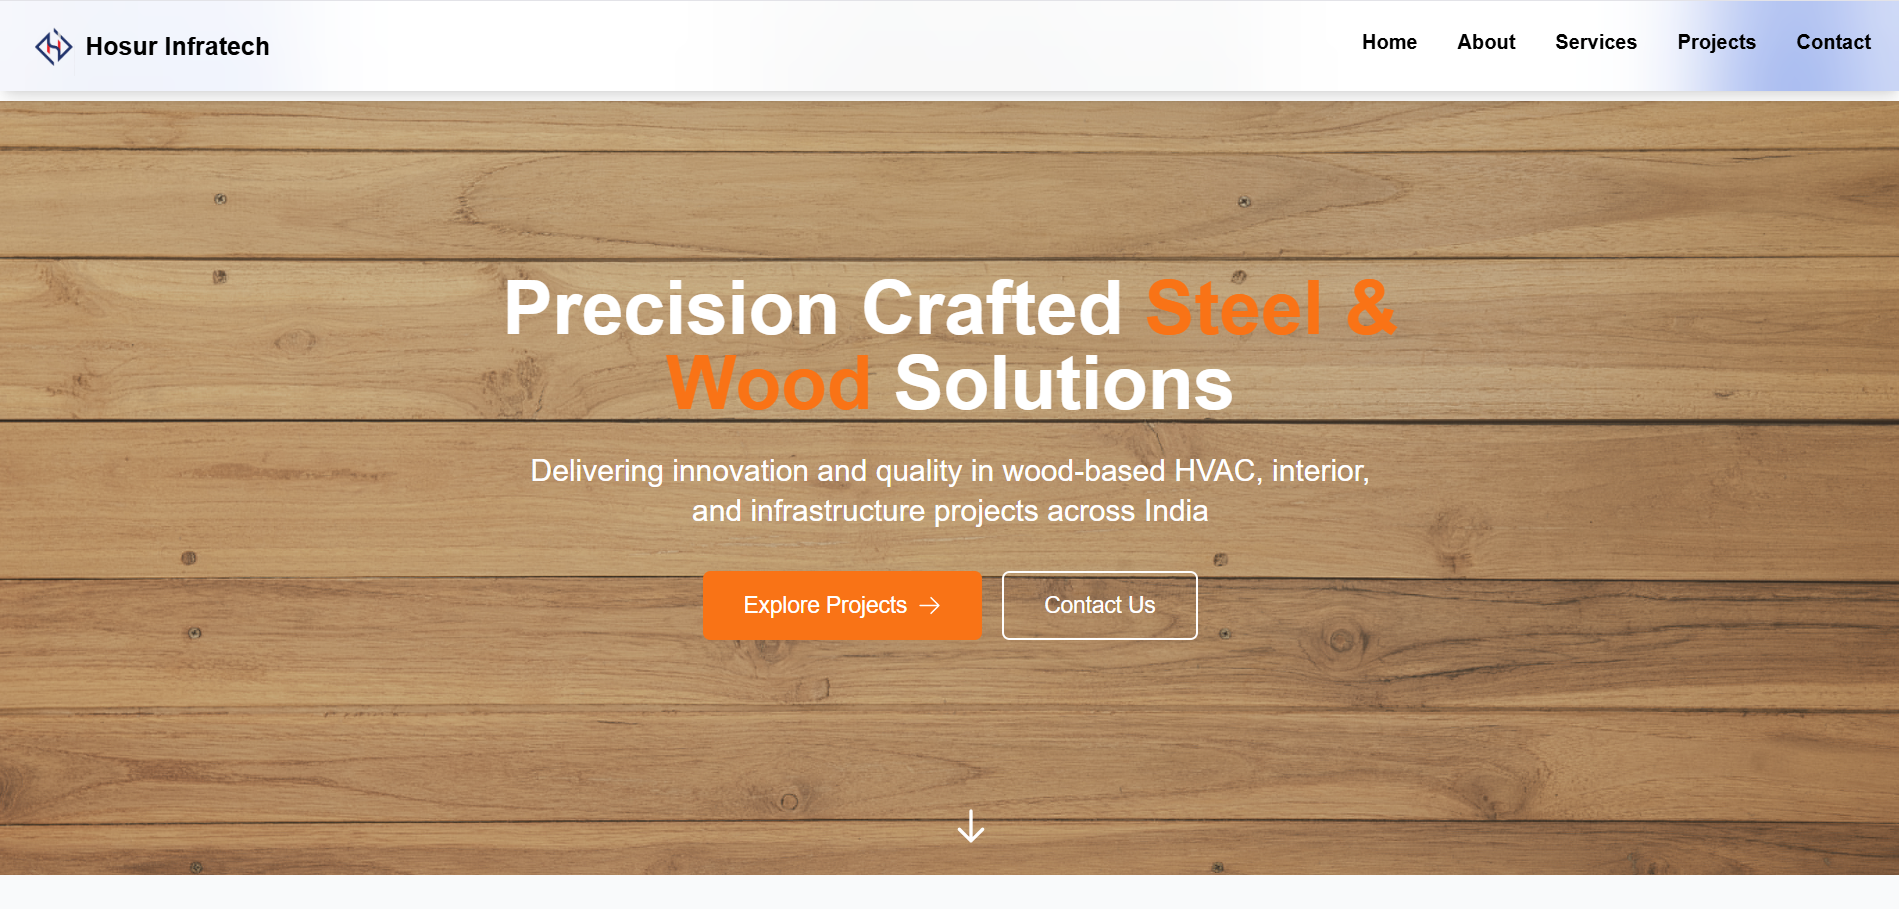 Hosur Infratech
Home About Services Projects Contact
Precision Crafted Steel &
Wood Solutions
Delivering innovation and quality in wood-based HVAC, interior,
and infrastructure projects across India
Explore Projects →
Contact Us